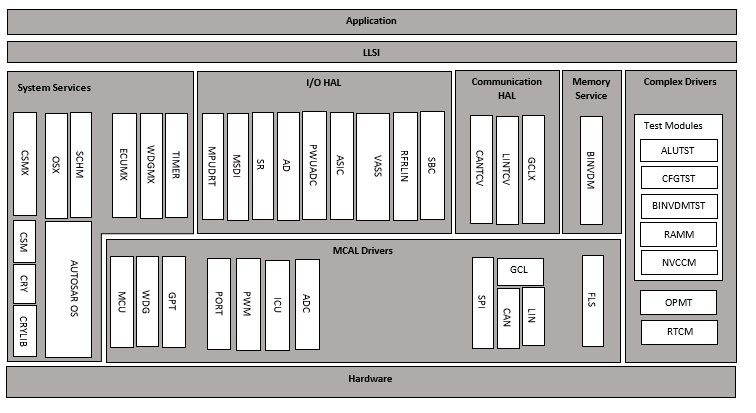 Application
LLSI
System Services
CSMX
OSX
SCHM
ECUMX
WDGMX
TIMER
CSM
CRY
CRYLIB
AUTOSAR OS
I/O HAL
MPUDRT
MSDI
SR
AD
PWUADC
ASIC
VASS
RFRLIN
SBC
Communication
HAL
CANTCV
LINTCV
GCLX
Memory
Service
BINVDM
Complex Drivers
Test Modules
ALUTST
CFGTST
BINVDMTST
RAMM
NVCCM
OPMT
RTCM
MCAL Drivers
MCU
WDG
GPT
PORT
PWM
ICU
ADC
SPI
GCL
CAN
LIN
FLS
Hardware